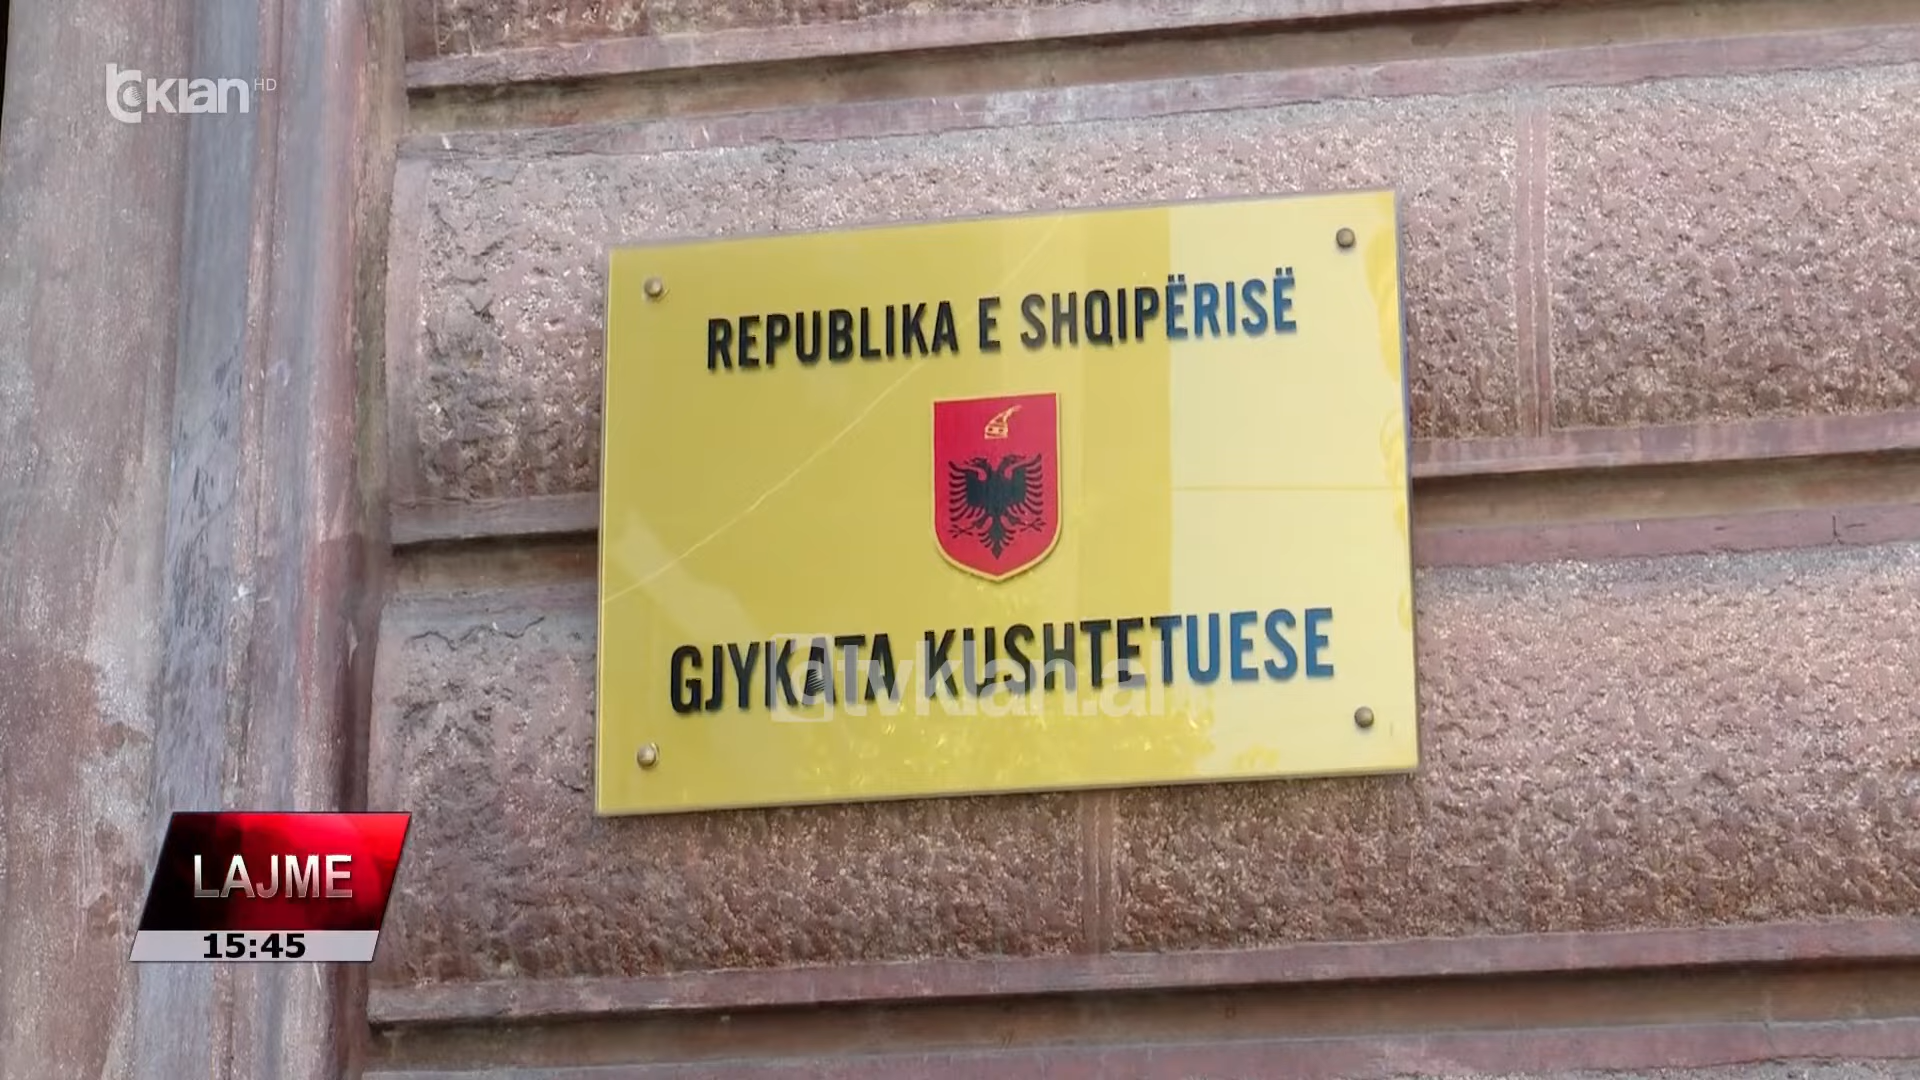 klan HD
REPUBLIKA E SHQIPËRISË
GJYKATA KUSHTETUESE
tvklan.al
LAJME
15:45